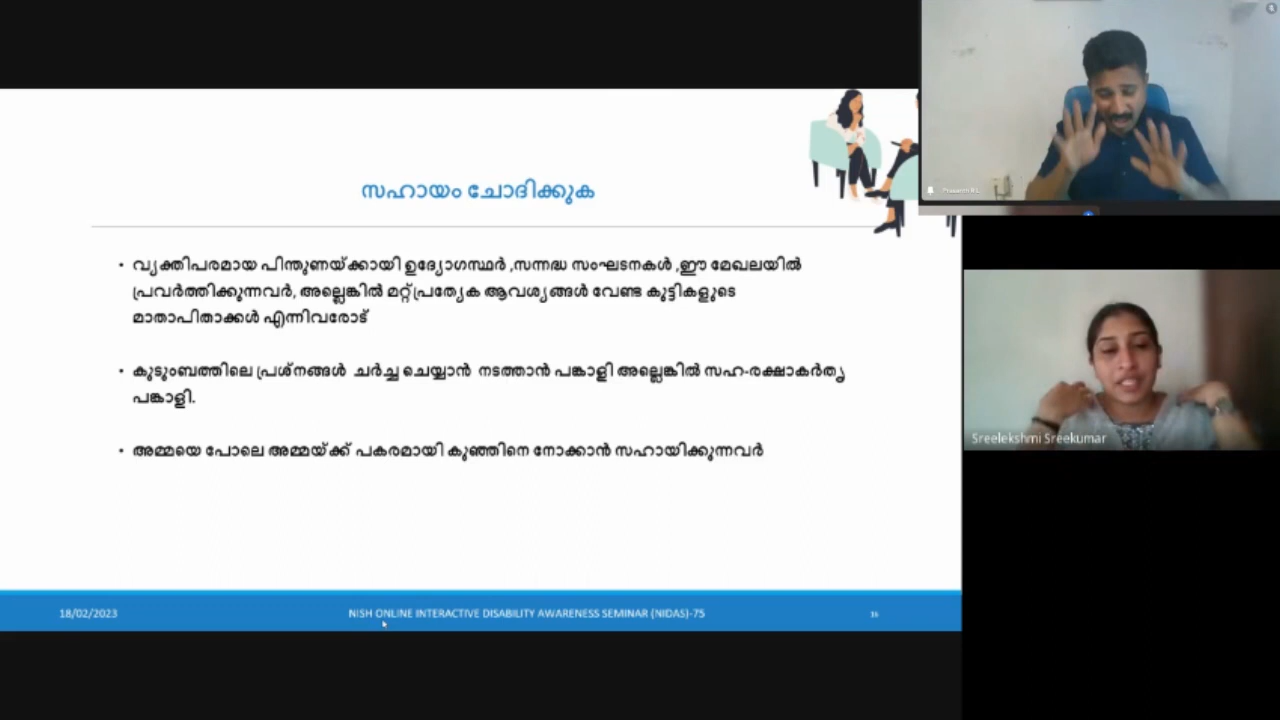 സഹായം ചോദിക്കുക
• വ്യക്തിപരമായ പിന്തുണയ്ക്കായി ഉദ്യോഗസ്ഥർ ,സന്നദ്ധ സംഘടനകൾ ,ഈ മേഖലയിൽ
പ്രവർത്തിക്കുന്നവർ, അല്ലെങ്കിൽ മറ്റ് പ്രത്യേക ആവശ്യങ്ങൾ വേണ്ട കുട്ടികളുടെ
മാതാപിതാക്കൾ എന്നിവരോട്
• കുടുംബത്തിലെ പ്രശ്നങ്ങൾ ചർച്ച ചെയ്യാൻ നടത്താൻ പങ്കാളി അല്ലെങ്കിൽ സഹ-രക്ഷാകർതൃ
പങ്കാളി.
• അമ്മയെ പോലെ അമ്മയ്ക്ക് പകരമായി കുഞ്ഞിനെ നോക്കാൻ സഹായിക്കുന്നവർ
18/02/2023
NISH ONLINE INTERACTIVE DISABILITY AWARENESS SEMINAR (NIDAS)-75
16
Sreelekshmi Sreekumar